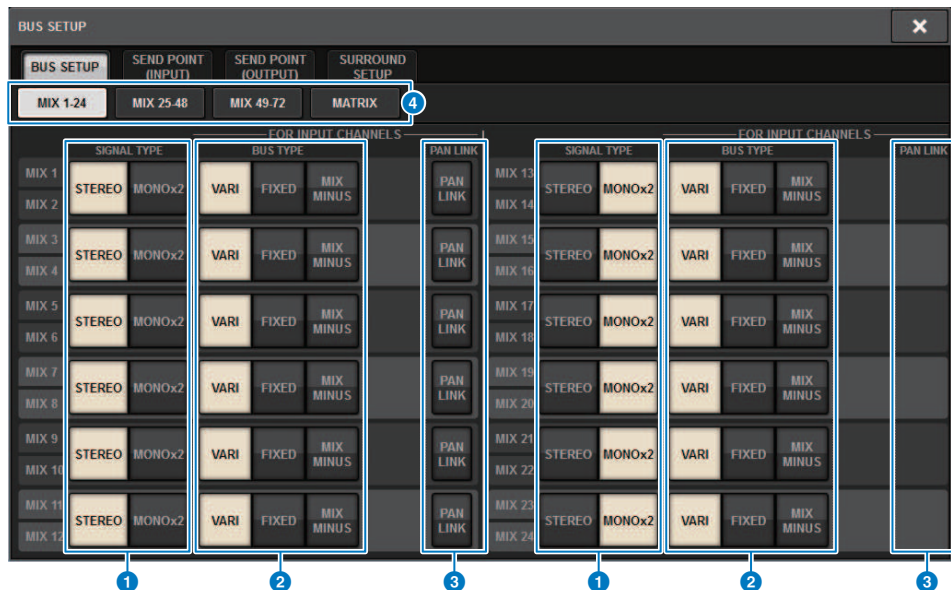 BUS SETUP
BUS SETUP
SEND POINT (INPUT)
SEND POINT (OUTPUT)
SURROUND SETUP
MIX 1-24
MIX 25-48
MIX 49-72
MATRIX
4
FOR INPUT CHANNELS
FOR INPUT CHANNELS
SIGNAL TYPE
BUS TYPE
PAN LINK
SIGNAL TYPE
BUS TYPE
PAN LINK
MIX 1
MIX 2
STEREO
MONOx2
VARI
FIXED
MIX MINUS
PAN LINK
MIX 13
MIX 14
STEREO
MONOx2
VARI
FIXED
MIX MINUS
MIX 3
MIX 4
STEREO
MONOx2
VARI
FIXED
MIX MINUS
PAN LINK
MIX 15
MIX 16
STEREO
MONOx2
VARI
FIXED
MIX MINUS
MIX 5
MIX 6
STEREO
MONOx2
VARI
FIXED
MIX MINUS
PAN LINK
MIX 17
MIX 18
STEREO
MONOx2
VARI
FIXED
MIX MINUS
MIX 7
MIX 8
STEREO
MONOx2
VARI
FIXED
MIX MINUS
PAN LINK
MIX 19
MIX 20
STEREO
MONOx2
VARI
FIXED
MIX MINUS
MIX 9
MIX 10
STEREO
MONOx2
VARI
FIXED
MIX MINUS
PAN LINK
MIX 21
MIX 22
STEREO
MONOx2
VARI
FIXED
MIX MINUS
MIX 11
MIX 12
STEREO
MONOx2
VARI
FIXED
MIX MINUS
PAN LINK
MIX 23
MIX 24
STEREO
MONOx2
VARI
FIXED
MIX MINUS
1
2
3
1
2
3